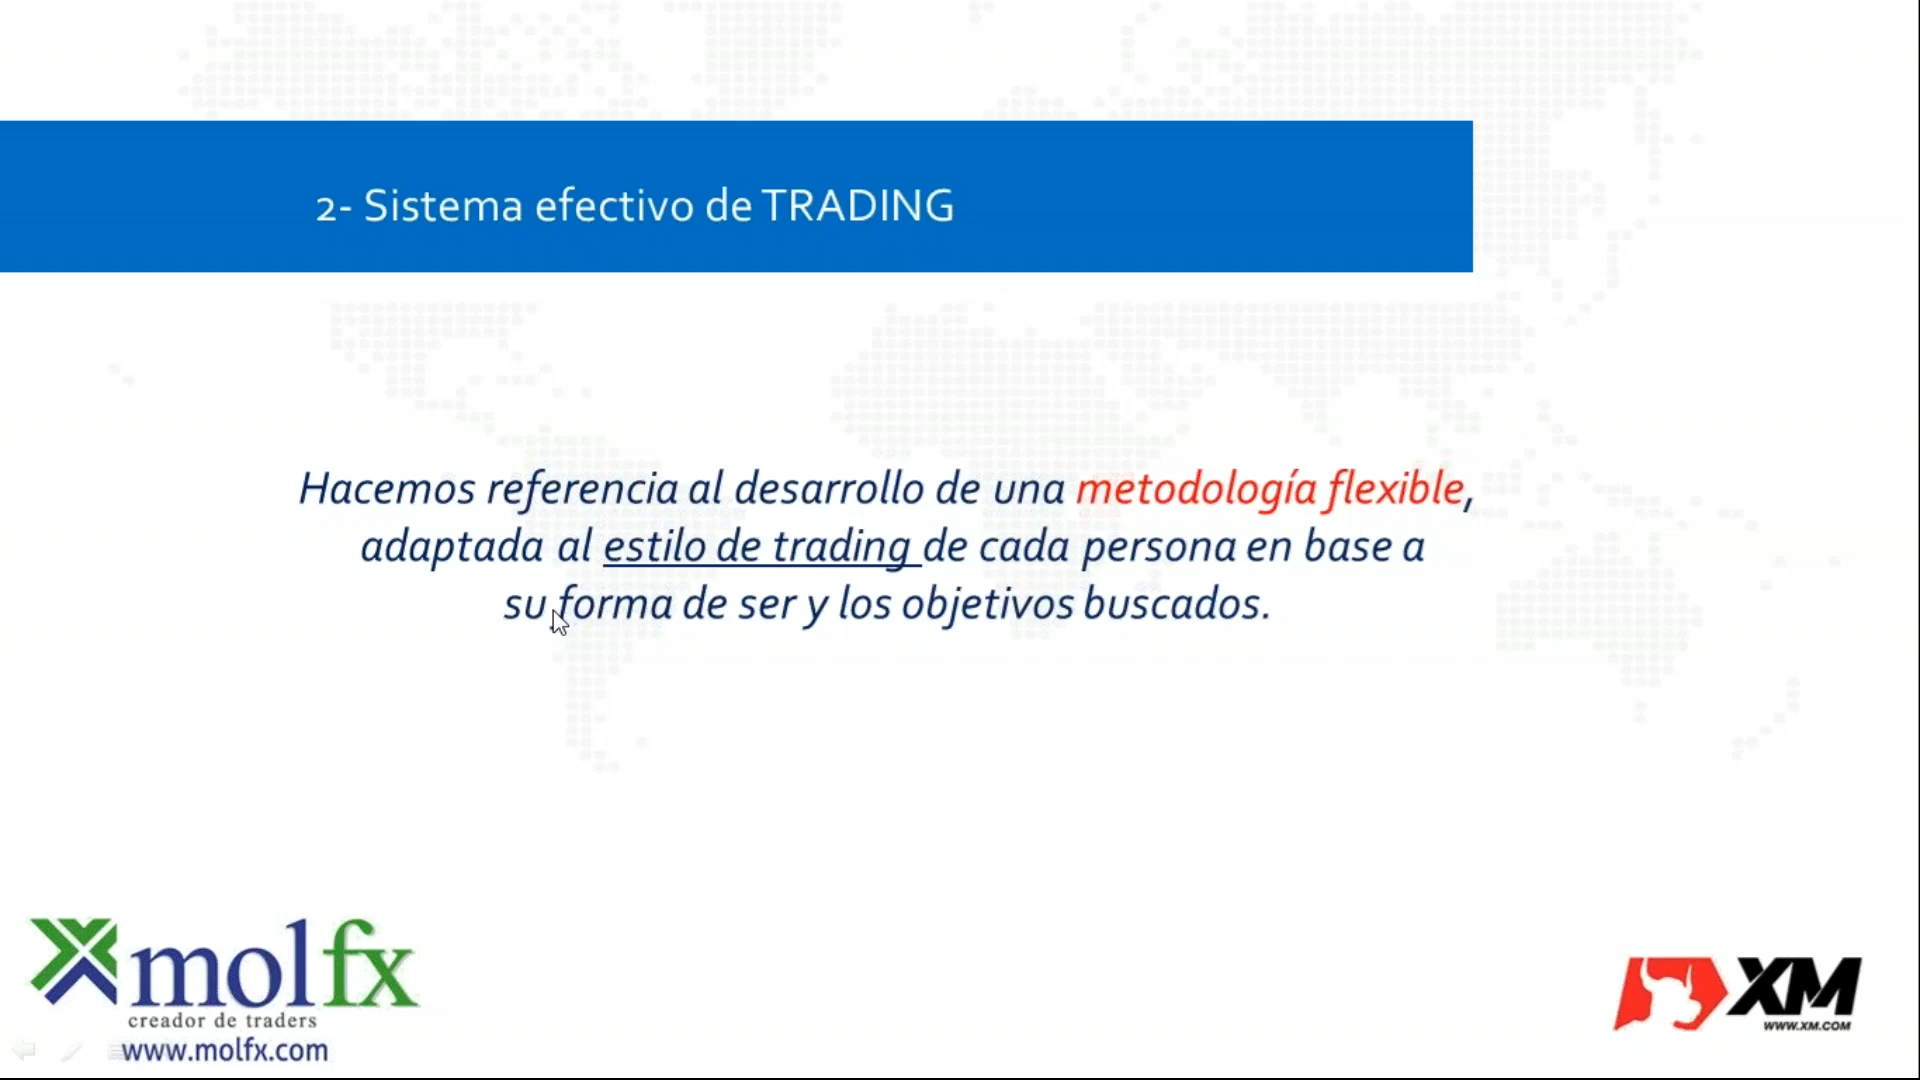 2- Sistema efectivo de TRADING
Hacemos referencia al desarrollo de una metodología flexible,
adaptada al estilo de trading de cada persona en base a
su forma de ser y los objetivos buscados.
molfx
creador de traders
www.molfx.com
XM
WWW.XM.COM